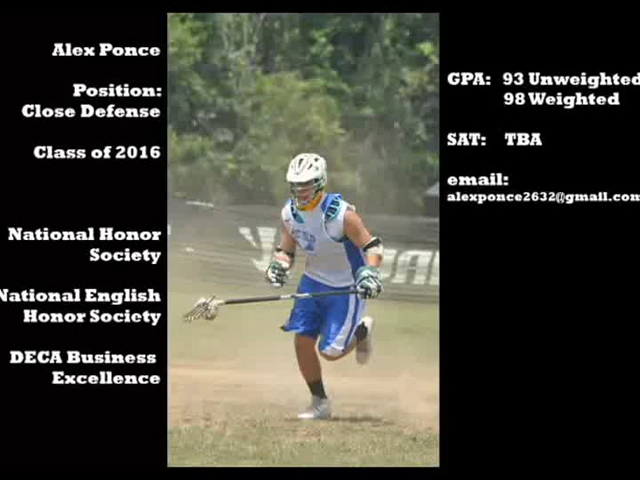 Alex Ponce
Position:
Close Defense
Class of 2016
National Honor
Society
National English
Honor Society
DECA Business
Excellence
GPA: 93 Unweighted
98 Weighted
SAT: TBA
email:
alexponce2632@gmail.com